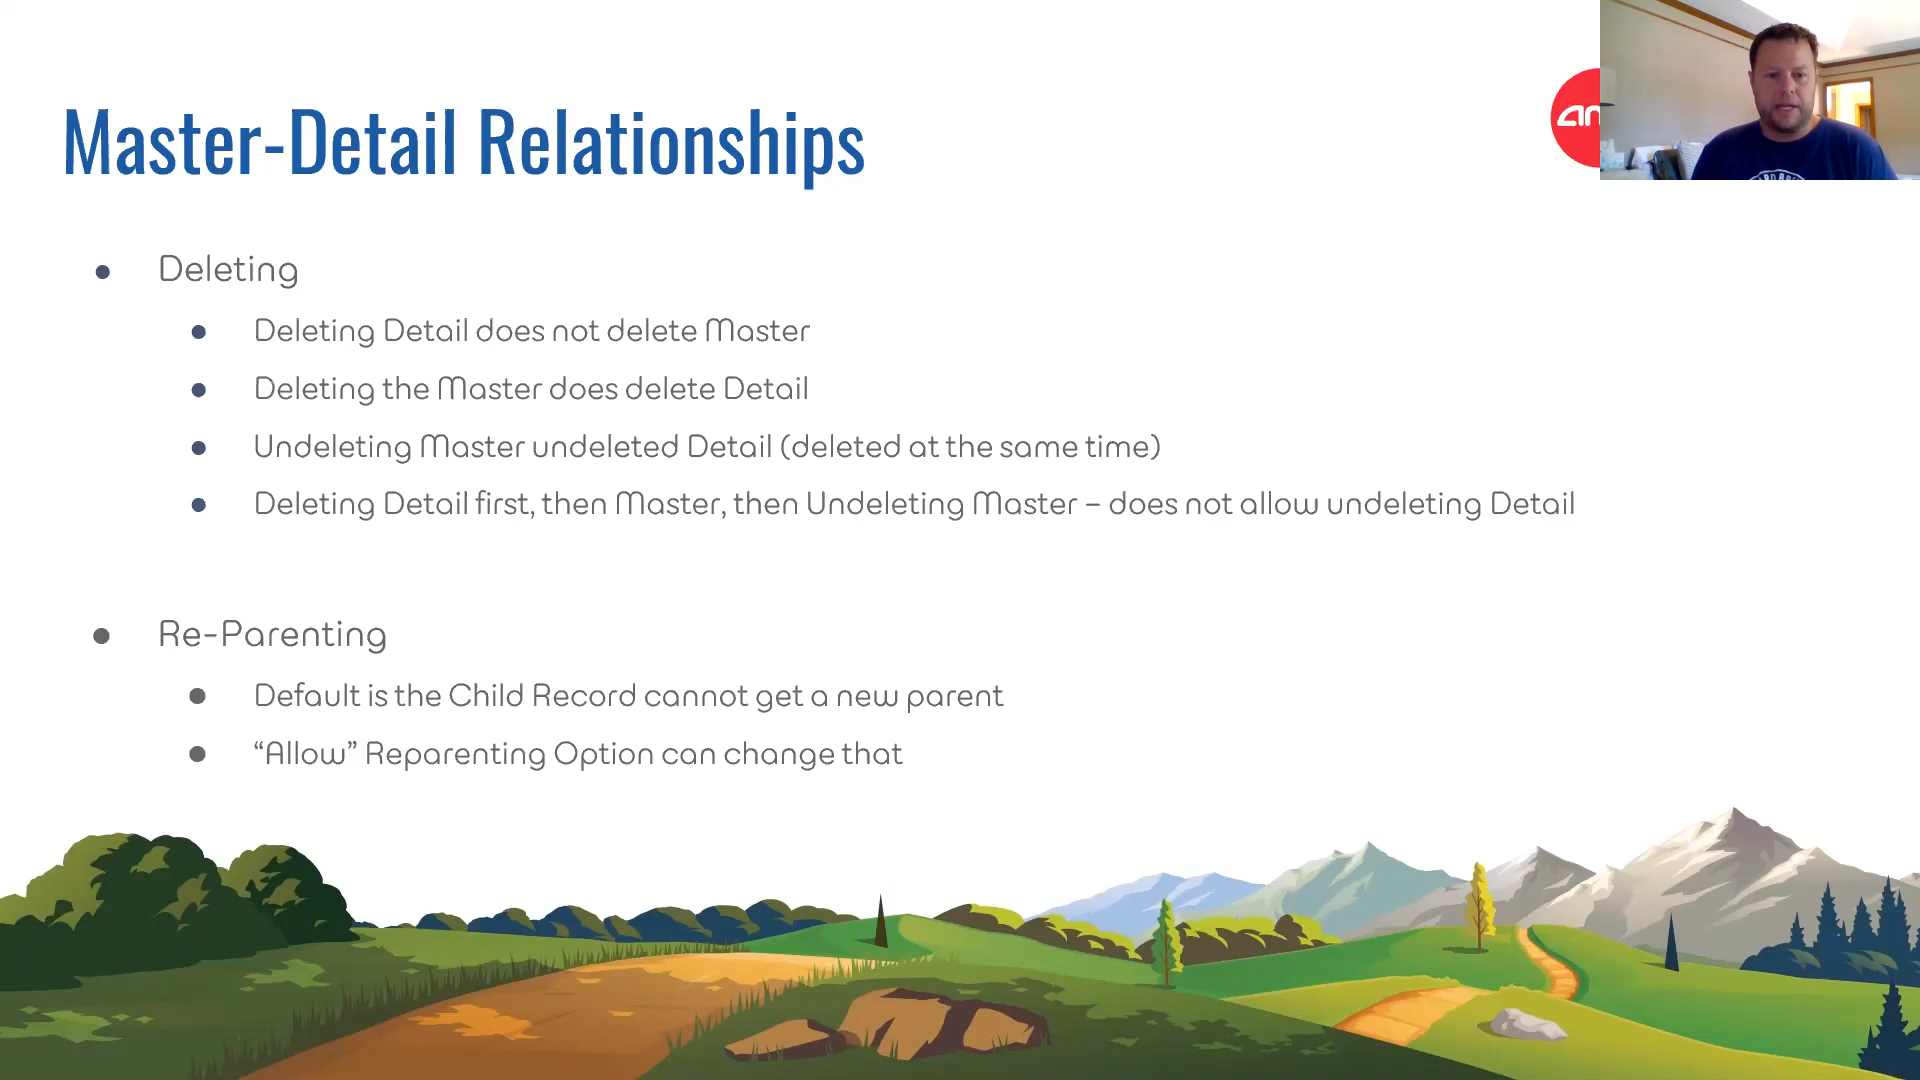 Master-Detail Relationships
Deleting
Deleting Detail does not delete Master
Deleting the Master does delete Detail
Undeleting Master undeleted Detail (deleted at the same time)
Deleting Detail first, then Master, then Undeleting Master – does not allow undeleting Detail
Re-Parenting
Default is the Child Record cannot get a new parent
“Allow” Reparenting Option can change that